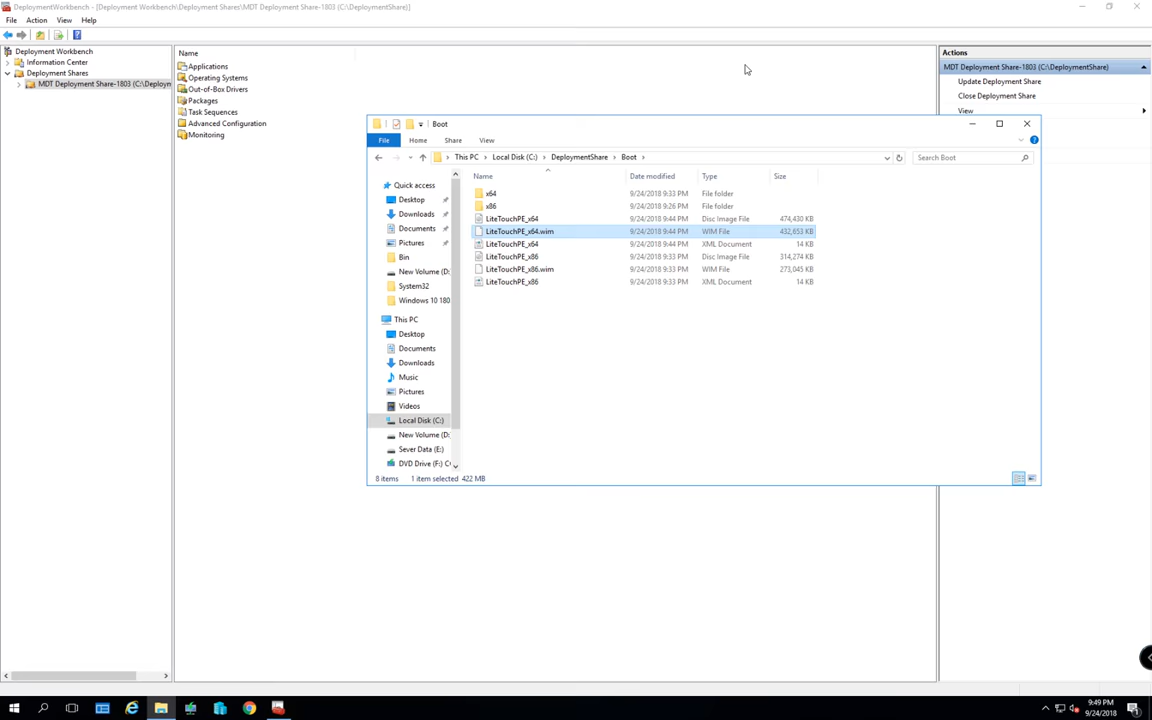 DeploymentWorkbench - [Deployment Workbench\Deployment Shares\MDT Deployment Share-1803 (C:\DeploymentShare)]
File Action View Help
Deployment Workbench
Information Center
Deployment Shares
MDT Deployment Share-1803 (C:\Deploym
Name
Applications
Operating Systems
Out-of-Box Drivers
Packages
Task Sequences
Advanced Configuration
Monitoring
Actions
MDT Deployment Share-1803 (C:\DeploymentShare)
Update Deployment Share
Close Deployment Share
View
Boot
File Home Share View
This PC Local Disk (C:) DeploymentShare Boot
Search Boot
Quick access
Desktop
Downloads
Documents
Pictures
Bin
New Volume (D:
System32
Windows 10 180
This PC
Desktop
Documents
Downloads
Music
Pictures
Videos
Local Disk (C:)
New Volume (D:
Sever Data (E:)
DVD Drive (F:) C
Name Date modified Type Size
x64 9/24/2018 9:33 PM File folder
x86 9/24/2018 9:26 PM File folder
LiteTouchPE_x64 9/24/2018 9:44 PM Disc Image File 474,430 KB
LiteTouchPE_x64.wim 9/24/2018 9:44 PM WIM File 432,653 KB
LiteTouchPE_x64 9/24/2018 9:44 PM XML Document 14 KB
LiteTouchPE_x86 9/24/2018 9:33 PM Disc Image File 314,274 KB
LiteTouchPE_x86.wim 9/24/2018 9:33 PM WIM File 273,045 KB
LiteTouchPE_x86 9/24/2018 9:33 PM XML Document 14 KB
8 items 1 item selected 422 MB
9:49 PM
9/24/2018